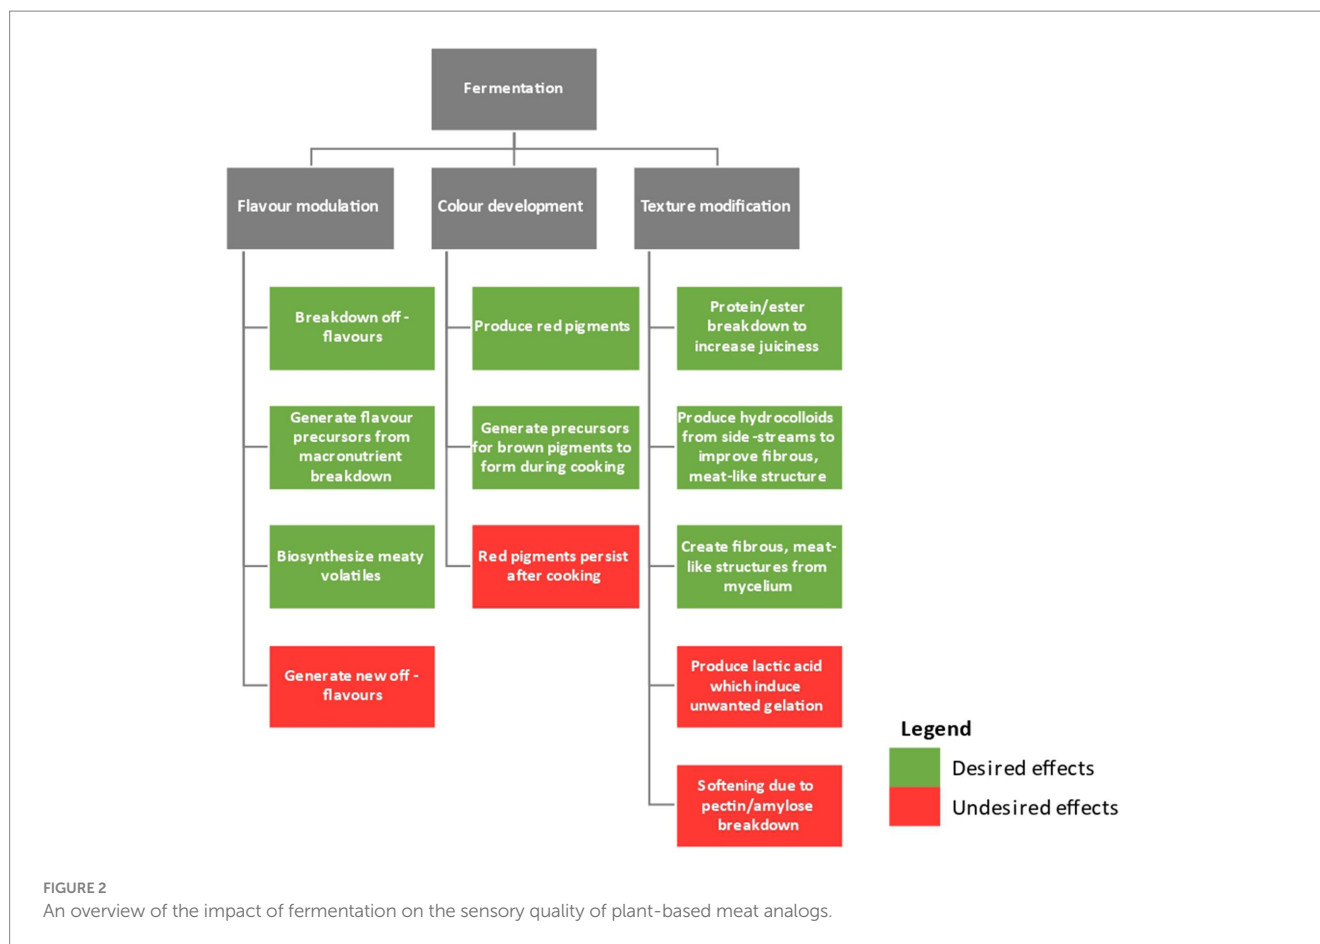 Fermentation
Flavour modulation
Colour development
Texture modification
Breakdown off -
flavours
Generate flavour
precursors from
macronutrient
breakdown
Biosynthesize meaty
volatiles
Generate new off -
flavours
Produce red pigments
Generate precursors
for brown pigments to
form during cooking
Red pigments persist
after cooking
Protein/ester
breakdown to
increase juiciness
Produce hydrocolloids
from side-streams to
improve fibrous,
meat-like structure
Create fibrous, meat-
like structures from
mycelium
Produce lactic acid
which induce
unwanted gelation
Softening due to
pectin/amylose
breakdown
Legend
Desired effects
Undesired effects
FIGURE 2
An overview of the impact of fermentation on the sensory quality of plant-based meat analogs.